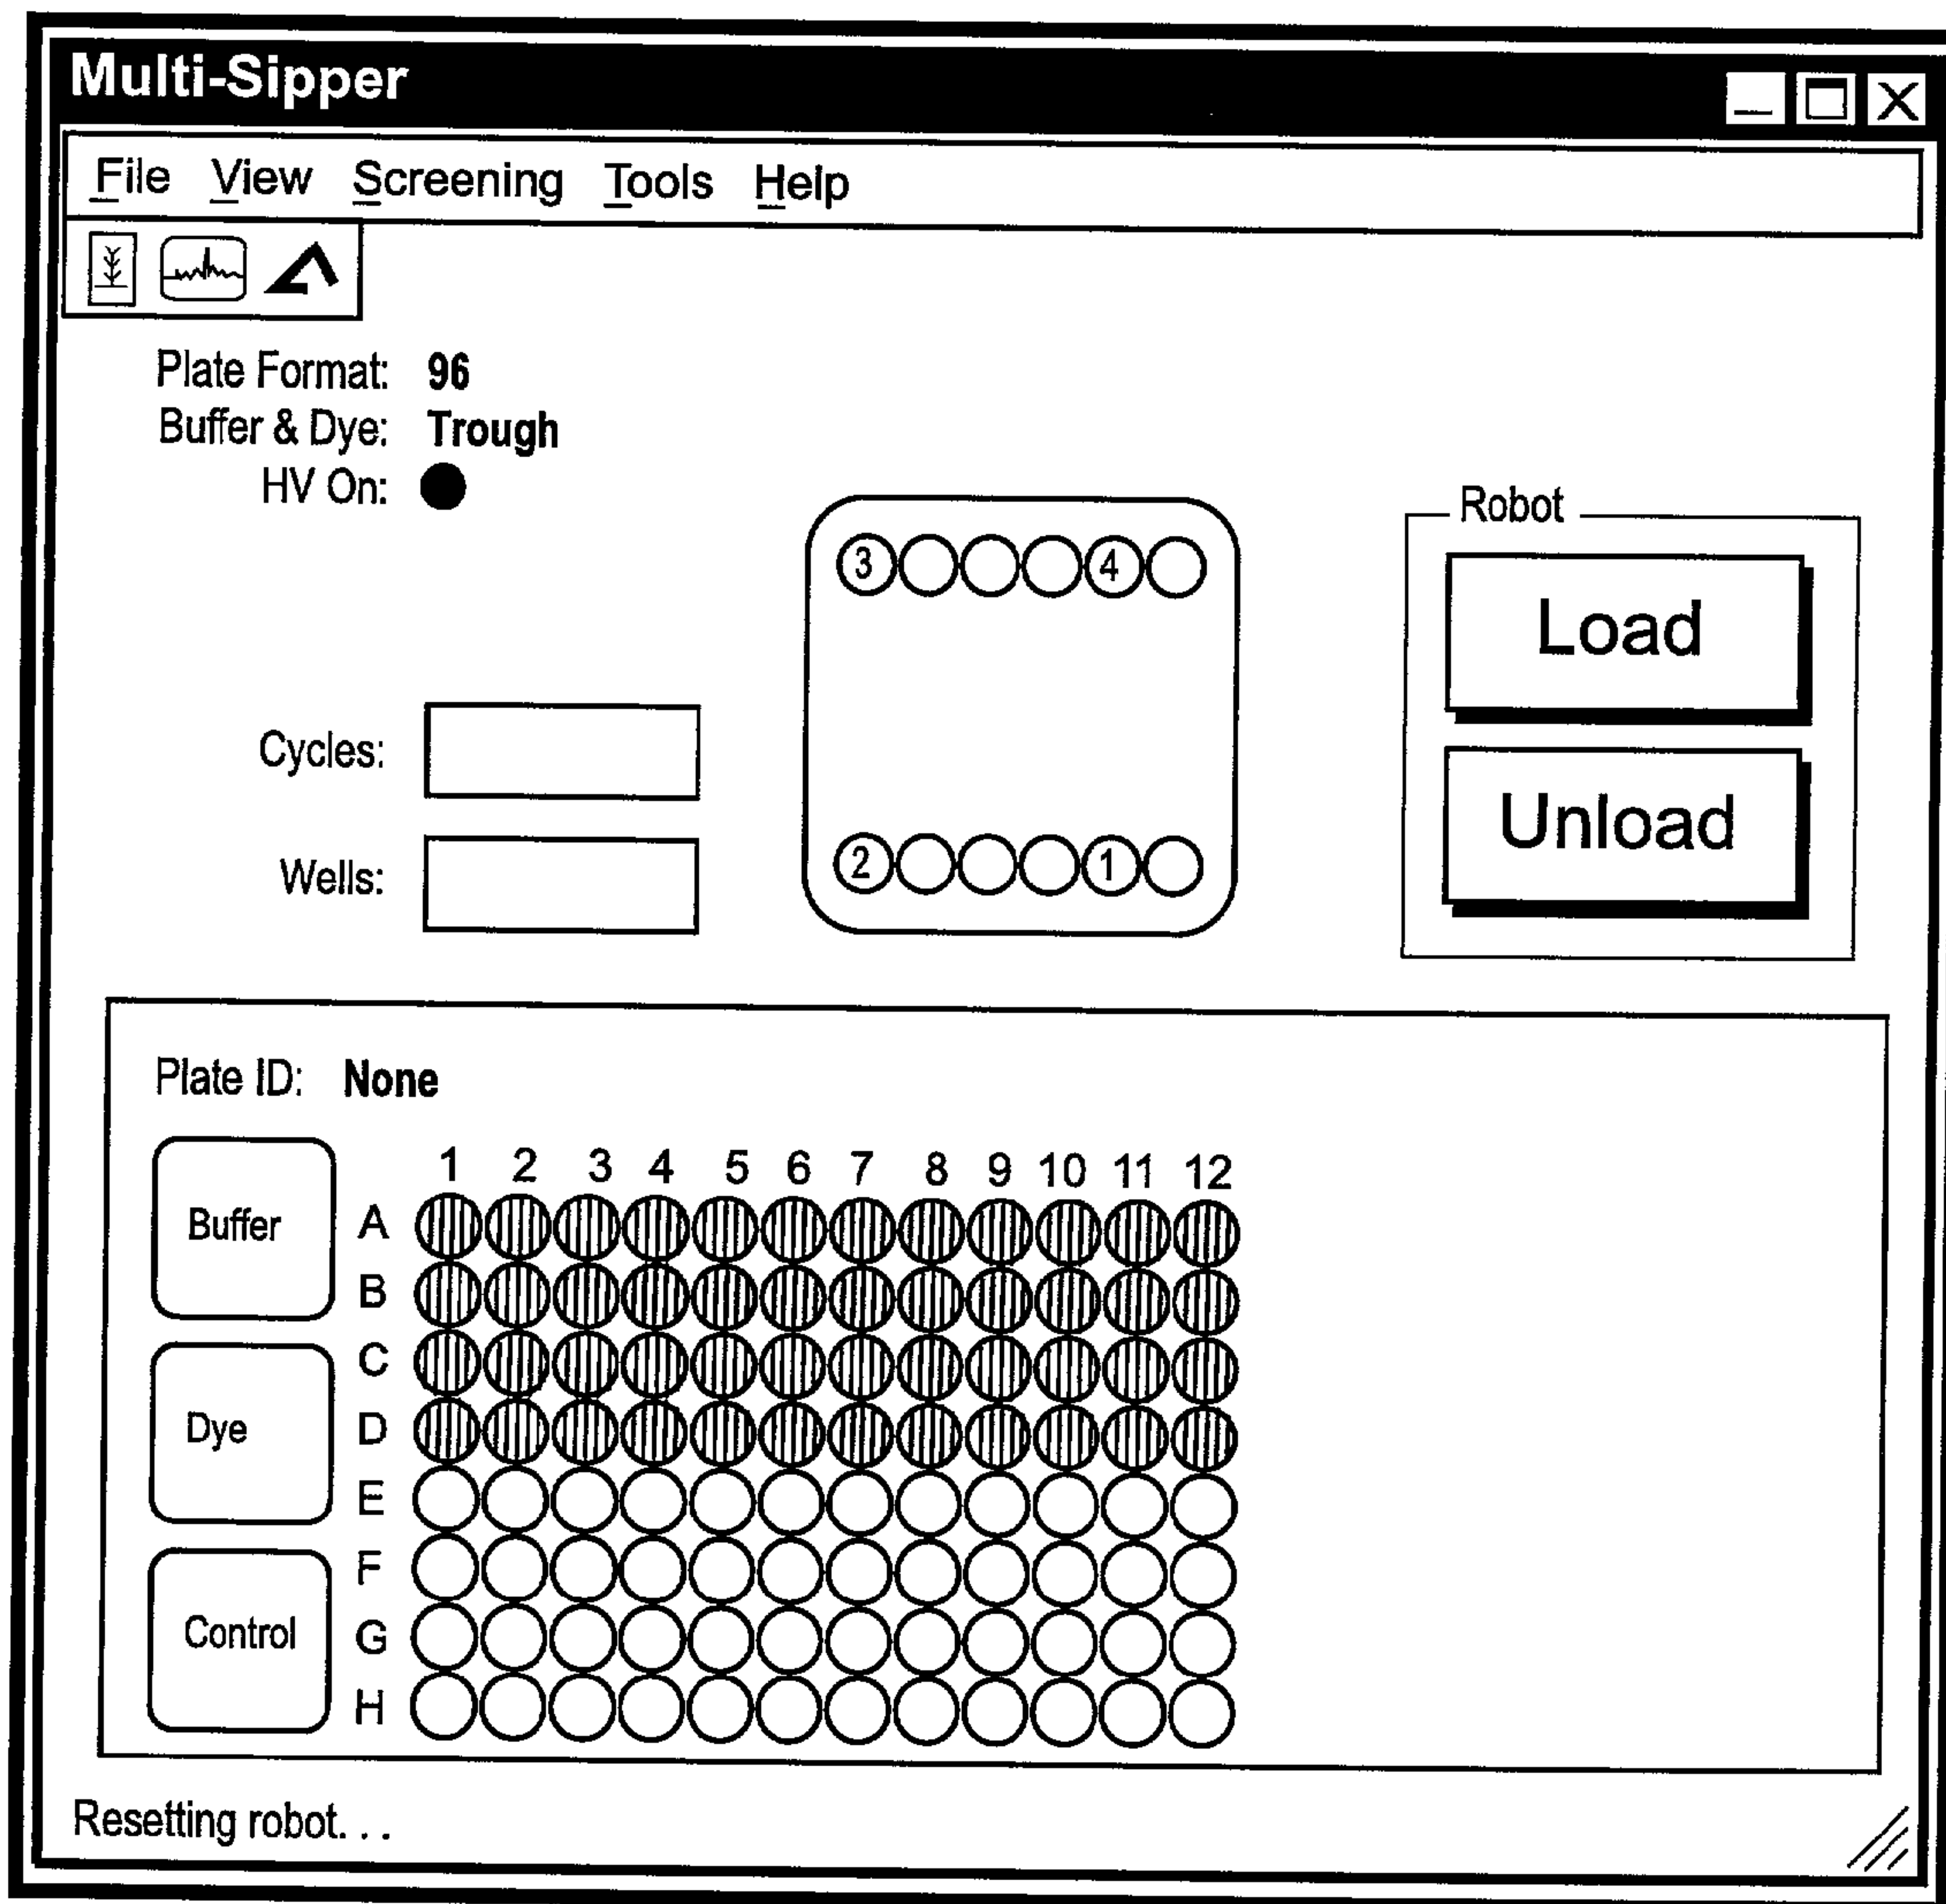 Multi-Sipper
File View Screening Tools Help
Plate Format: 96
Buffer & Dye: Trough
HV On:
3 4
Robot
Load
Cycles:
Unload
Wells:
2 1
Plate ID: None
1 2 3 4 5 6 7 8 9 10 11 12
Buffer
A
B
C
Dye
D
E
F
Control
G
H
Resetting robot. . .